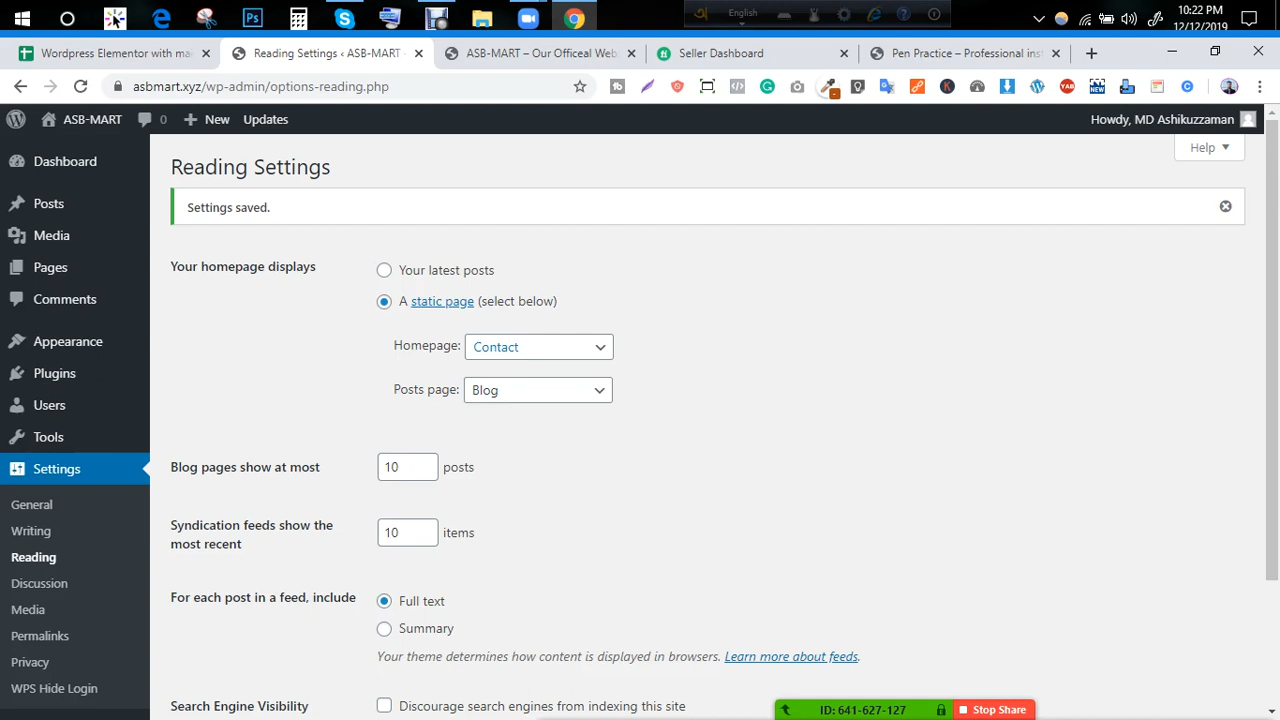 English
10:22 PM
12/12/2019
Wordpress Elementor with ma
Reading Settings ‹ ASB-MART -
ASB-MART – Our Officeal Web
Seller Dashboard
Pen Practice – Professional inst
asbmart.xyz/wp-admin/options-reading.php
ASB-MART
0
New
Updates
Howdy, MD Ashikuzzaman
Dashboard
Posts
Media
Pages
Comments
Appearance
Plugins
Users
Tools
Settings
General
Writing
Reading
Discussion
Media
Permalinks
Privacy
WPS Hide Login
Help
Reading Settings
Settings saved.
Your homepage displays
Your latest posts
A static page (select below)
Homepage: Contact
Posts page: Blog
Blog pages show at most 10 posts
Syndication feeds show the most recent 10 items
For each post in a feed, include
Full text
Summary
Your theme determines how content is displayed in browsers. Learn more about feeds.
Search Engine Visibility
Discourage search engines from indexing this site
ID: 641-627-127
Stop Share